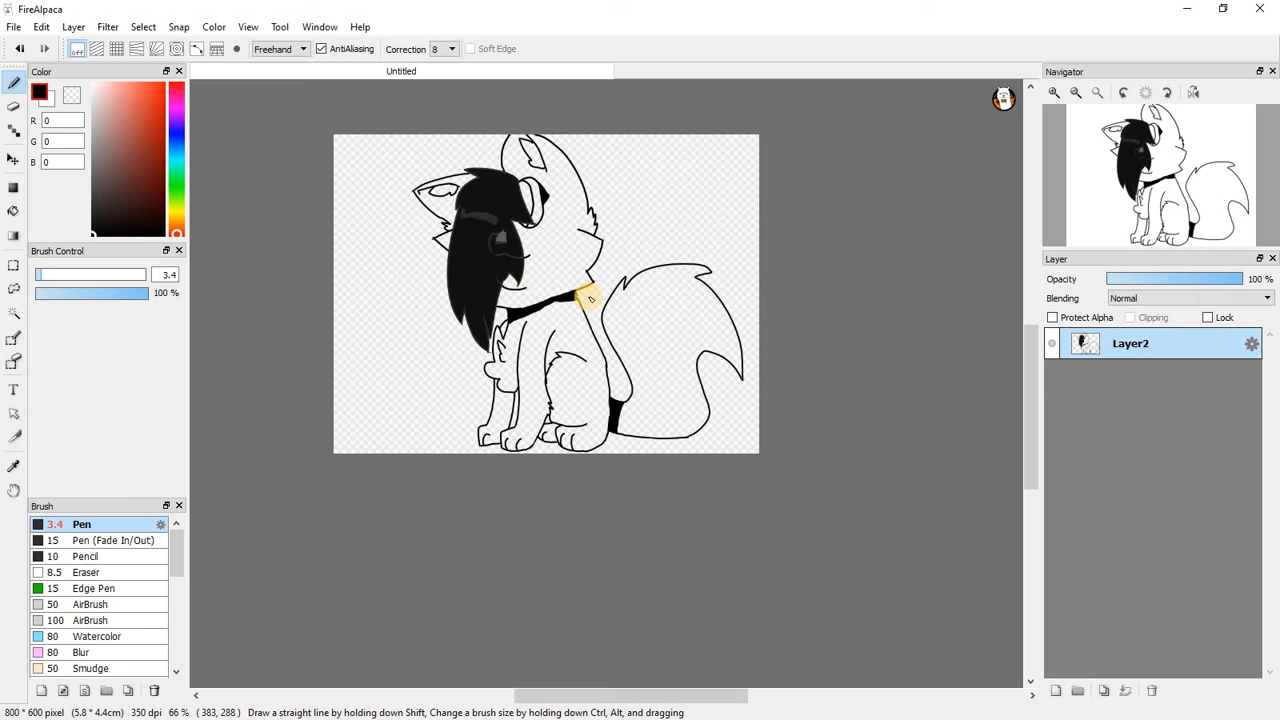 FireAlpaca
File Edit Layer Filter Select Snap Color View Tool Window Help
off Freehand AntiAliasing Correction 8 Soft Edge
Untitled
Color
R 0
G 0
B 0
Brush Control
3.4
100 %
Brush
3.4 Pen
15 Pen (Fade In/Out)
10 Pencil
8.5 Eraser
15 Edge Pen
50 AirBrush
100 AirBrush
80 Watercolor
80 Blur
50 Smudge
Navigator
Layer
Opacity 100 %
Blending Normal
Protect Alpha Clipping Lock
Layer2
800 * 600 pixel (5.8 * 4.4cm) 350 dpi 66 % ( 383, 288 ) Draw a straight line by holding down Shift, Change a brush size by holding down Ctrl, Alt, and dragging